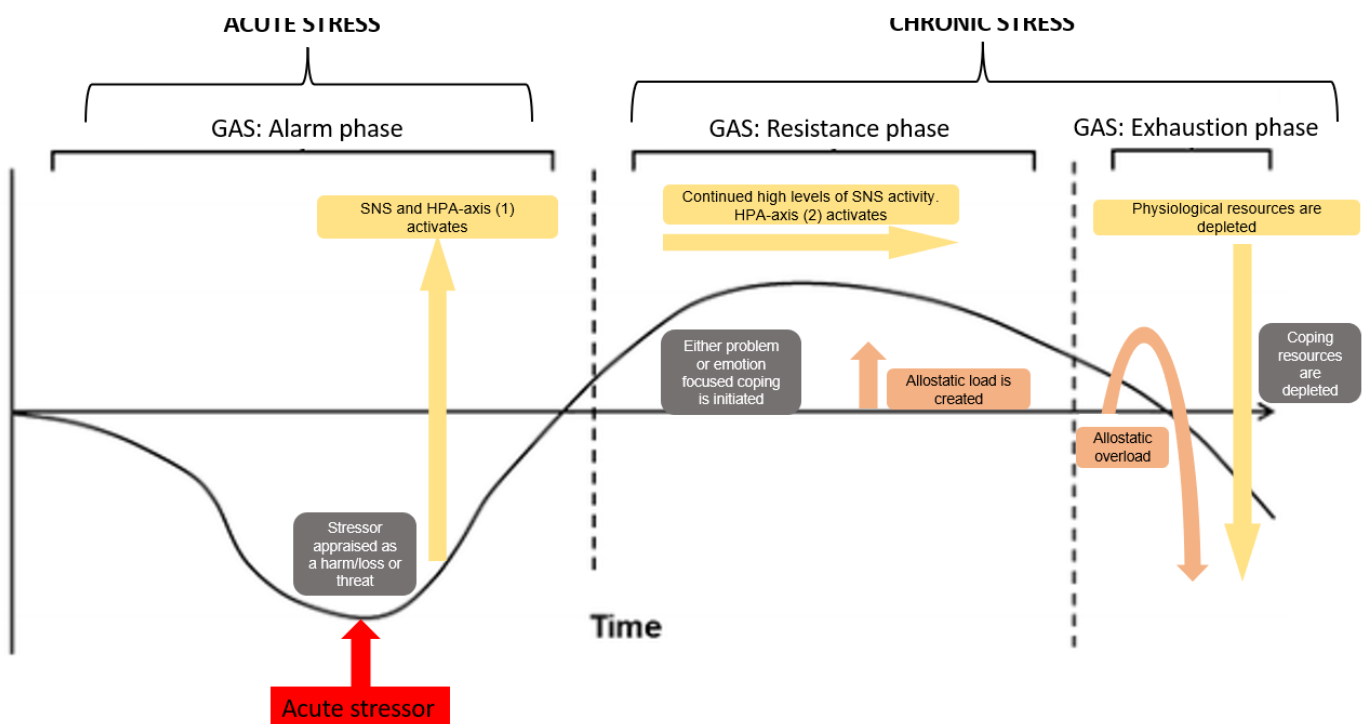 ACUTE STRESS
CHRONIC STRESS
GAS: Alarm phase
GAS: Resistance phase
GAS: Exhaustion phase
SNS and HPA-axis (1)
activates
Continued high levels of SNS activity.
HPA-axis (2) activates
Physiological resources are
depleted
Either problem
or emotion
focused coping
is initiated
Allostatic load is
created
Coping
resources
are
depleted
Allostatic
overload
Stressor
appraised as
a harm/loss or
threat
Time
Acute stressor